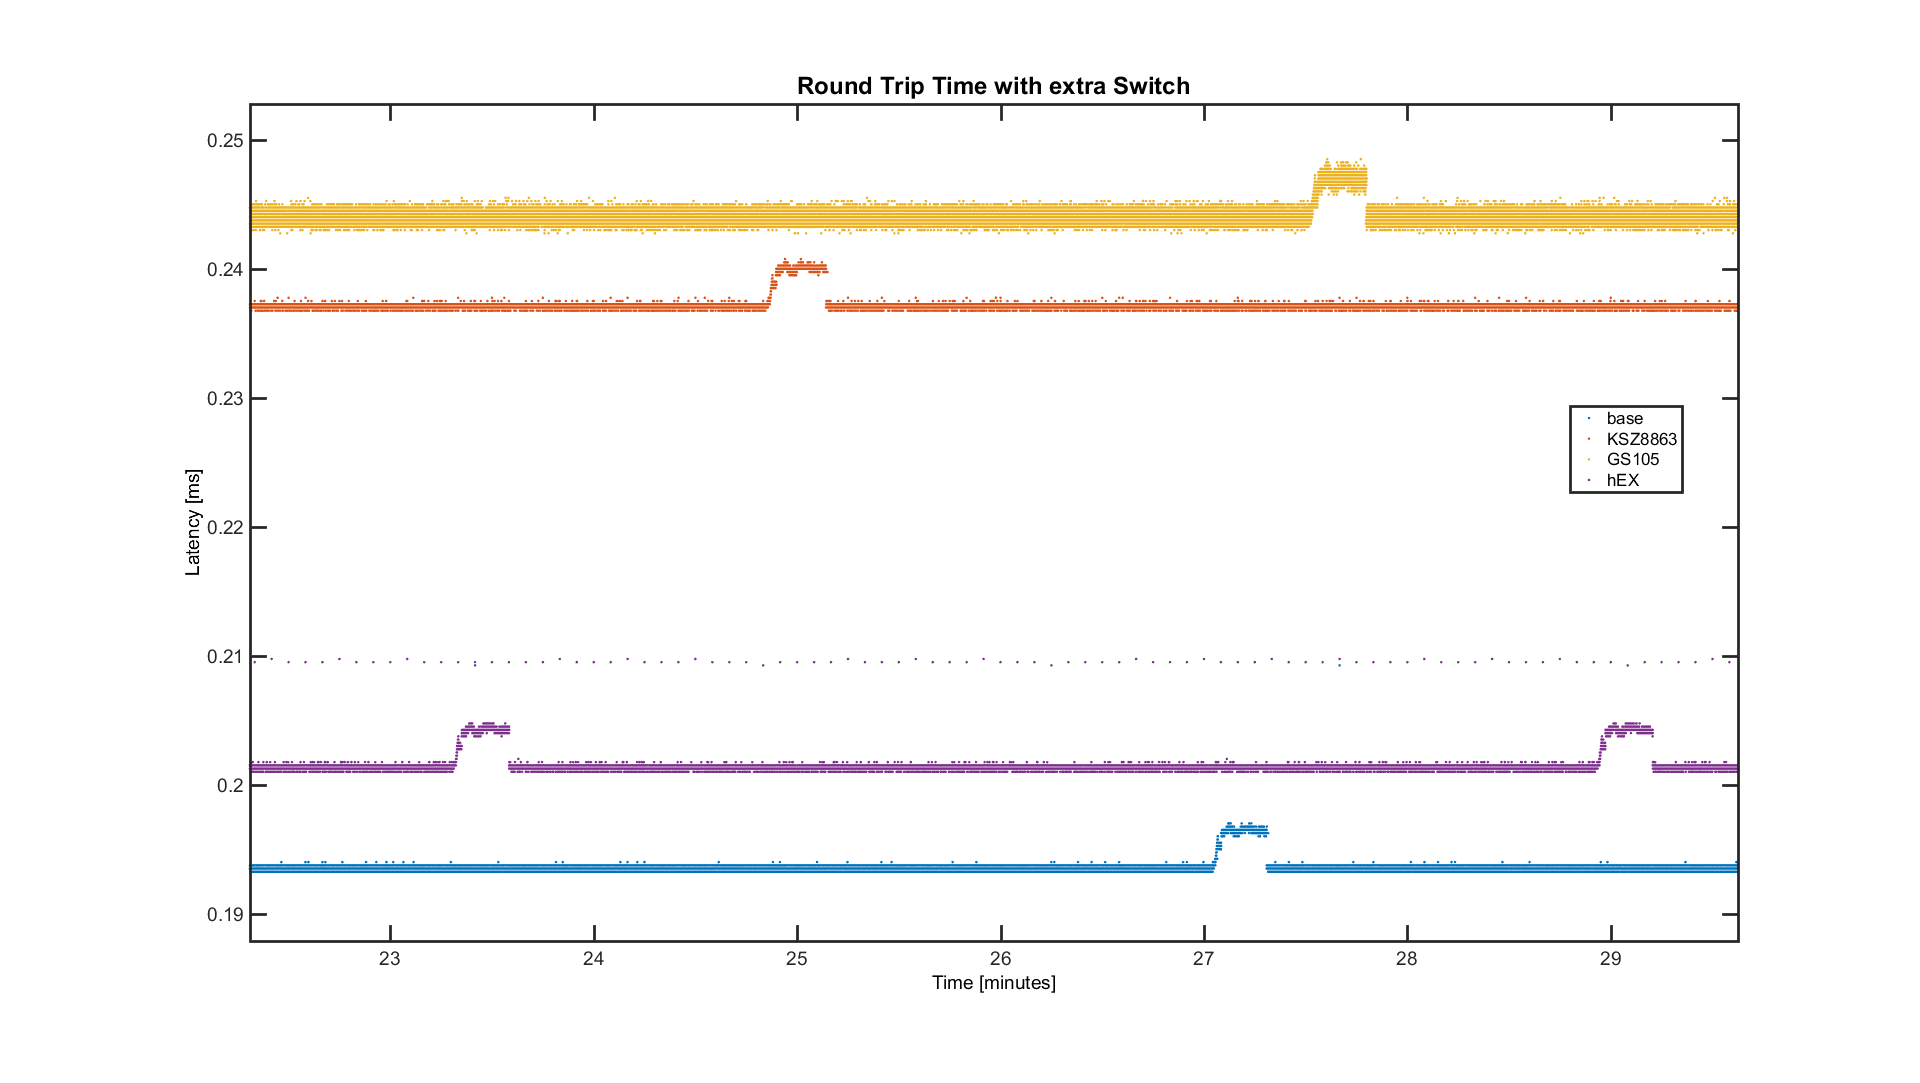 Round Trip Time with extra Switch
0.25
0.24
0.23
0.22
0.21
0.2
0.19
Latency [ms]
base
KSZ8863
GS105
hEX
23 24 25 26 27 28 29
Time [minutes]